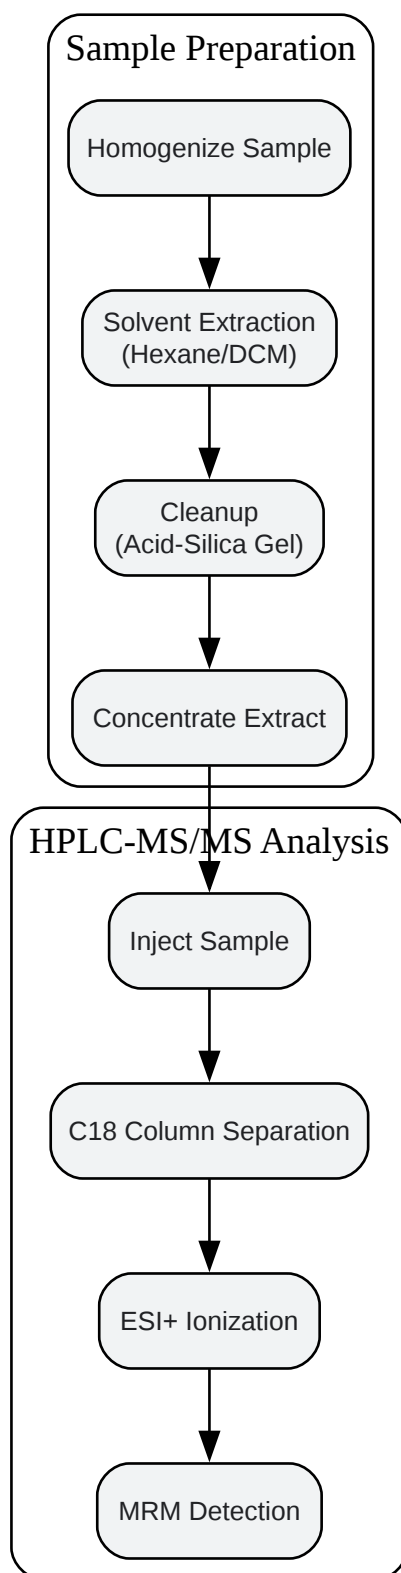 Sample Preparation
Homogenize Sample
Solvent Extraction
(Hexane/DCM)
Cleanup
(Acid-Silica Gel)
Concentrate Extract
HPLC-MS/MS Analysis
Inject Sample
C18 Column Separation
ESI+ Ionization
MRM Detection